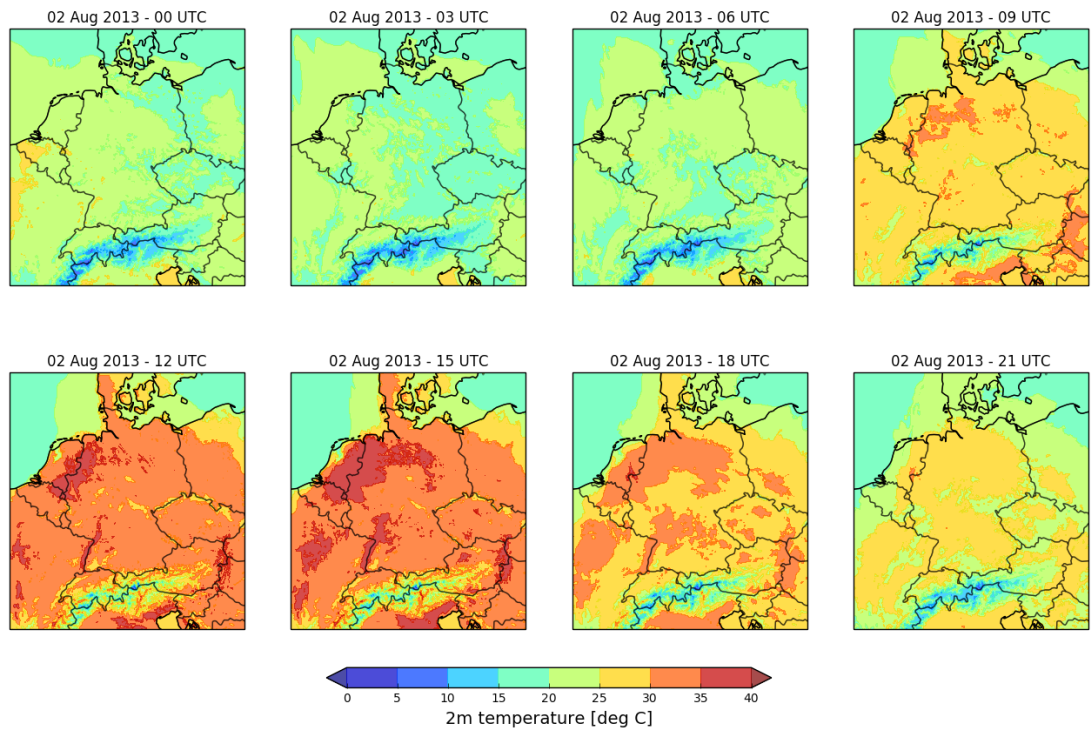 02 Aug 2013 - 00 UTC
02 Aug 2013 - 03 UTC
02 Aug 2013 - 06 UTC
02 Aug 2013 - 09 UTC
02 Aug 2013 - 12 UTC
02 Aug 2013 - 15 UTC
02 Aug 2013 - 18 UTC
02 Aug 2013 - 21 UTC
0 5 10 15 20 25 30 35 40
2m temperature [deg C]